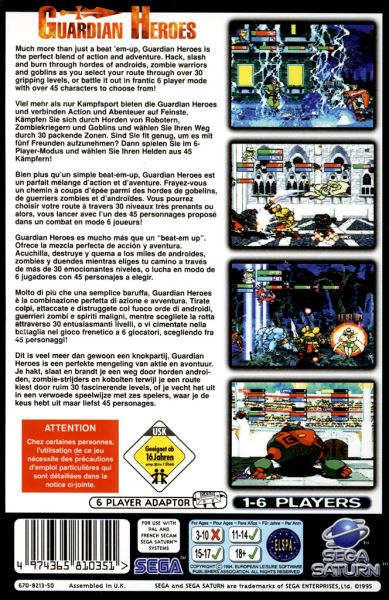 GUARDIAN HEROES
Much more than just a beat 'em-up, Guardian Heroes is
the perfect blend of action and adventure. Hack, slash
and burn through hordes of androids, zombie warriors
and goblins as you select your route through over 30
gripping levels, or battle it out in frantic 6 player mode
with over 45 characters to choose from!
Viel mehr als nur Kampfsport bieten die Guardian Heroes
und verbinden Action und Abenteuer auf Feinste.
Kämpfen Sie sich durch Horden von Robotern,
Zombiekriegern und Goblins und wählen Sie Ihren Weg
durch 30 packende Zonen. Sind Sie fit genug, um es mit
fünf Freunden aufzunehmen? Dann spielen Sie im 6-
Player-Modus und wählen Sie Ihren Helden aus 45
Kämpfern!
Bien plus qu'un simple beat-em-up, Guardian Heroes est
un parfait mélange d'action et d'aventure. Frayez-vous
un chemin à coups d'épée parmi des hordes de gobelins,
de guerriers zombies et d'androïdes. Vous pourrez
choisir votre route à travers 30 niveaux très prenants ou
alors, vous lancer avec l'un des 45 personnages proposé
dans un combat en mode 6 joueurs!
Guardian Heroes es mucho más que un "beat-em up".
Ofrece la mezcla perfecta de acción y aventura.
Acuchilla, destruye y quema a los miles de androides,
zombies y duendes mientras eliges tu camino a través
de más de 30 emocionantes niveles, o lucha en modo de
6 jugadores con 45 personajes a elegir.
Molto di più che una semplice baruffa, Guardian Heroes
è la combinazione perfetta di azione e avventura. Tirate
colpi, attaccate e distruggete col fuoco orde di androidi,
guerrieri zombi e spiriti maligni, mentre scegliete la rotta
attraverso 30 entusiasmanti livelli, o vi cimentate nella
battaglia nel gioco frenetico a 6 giocatori, scegliendo fra
45 personaggi!
Dit is veel meer dan gewoon een knokpartij, Guardian
Heroes is een perfekte mengeling van aktie en avontuur.
Je hakt, slaat en brandt je een weg door horden androi-
den, zombie-strijders en kobolten terwijl je een route
kiest door ruim 30 fascinerende levels, of je vecht het uit
in een verwoede speelwijze met zes spelers, waar je de
keus hebt uit maar liefst 45 personages.
ATTENTION
Chez certaines personnes,
l'utilisation de ce jeu
nécessite des précautions
d'emploi particulières qui
sont détaillées dans la
notice ci-jointe.
USK
Geeignet ab
16 Jahren
6 PLAYER ADAPTOR
1-6 PLAYERS
4 974365 810351
FOR USE WITH
PAL AND
FRENCH SECAM
SEGA SATURN
SYSTEMS
SEGA
For Ages - Pour Ages - Para Anos - Für Jahre - Per Anni
3-10
11-14
15-17
18+
ELSPA
COPYRIGHT © 1994, EUROPEAN LEISURE SOFTWARE
PUBLISHERS ASSOCIATION. ALL RIGHTS RESERVED.
SEGA SATURN
670-8213-50
Assembled in U.K.
SEGA and SEGA SATURN are trademarks of SEGA ENTERPRISES, LTD. ©1995